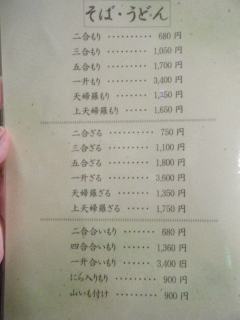 そば・うどん
二合もり ………… 680 円
三合もり ………… 1,050 円
五合もり ………… 1,700 円
一升もり ………… 3,400 円
天婦羅もり ……… 1,250 円
上天婦羅もり …… 1,650 円
二合ざる ………… 750 円
三合ざる ………… 1,100 円
五合ざる ………… 1,800 円
一升ざる ………… 3,600 円
天婦羅ざる ……… 1,350 円
上天婦羅ざる …… 1,750 円
二合合いもり …… 680 円
四合合いもり …… 1,360 円
一升合いもり …… 3,400 円
にら入りもり …… 900 円
山いも付け ……… 900 円